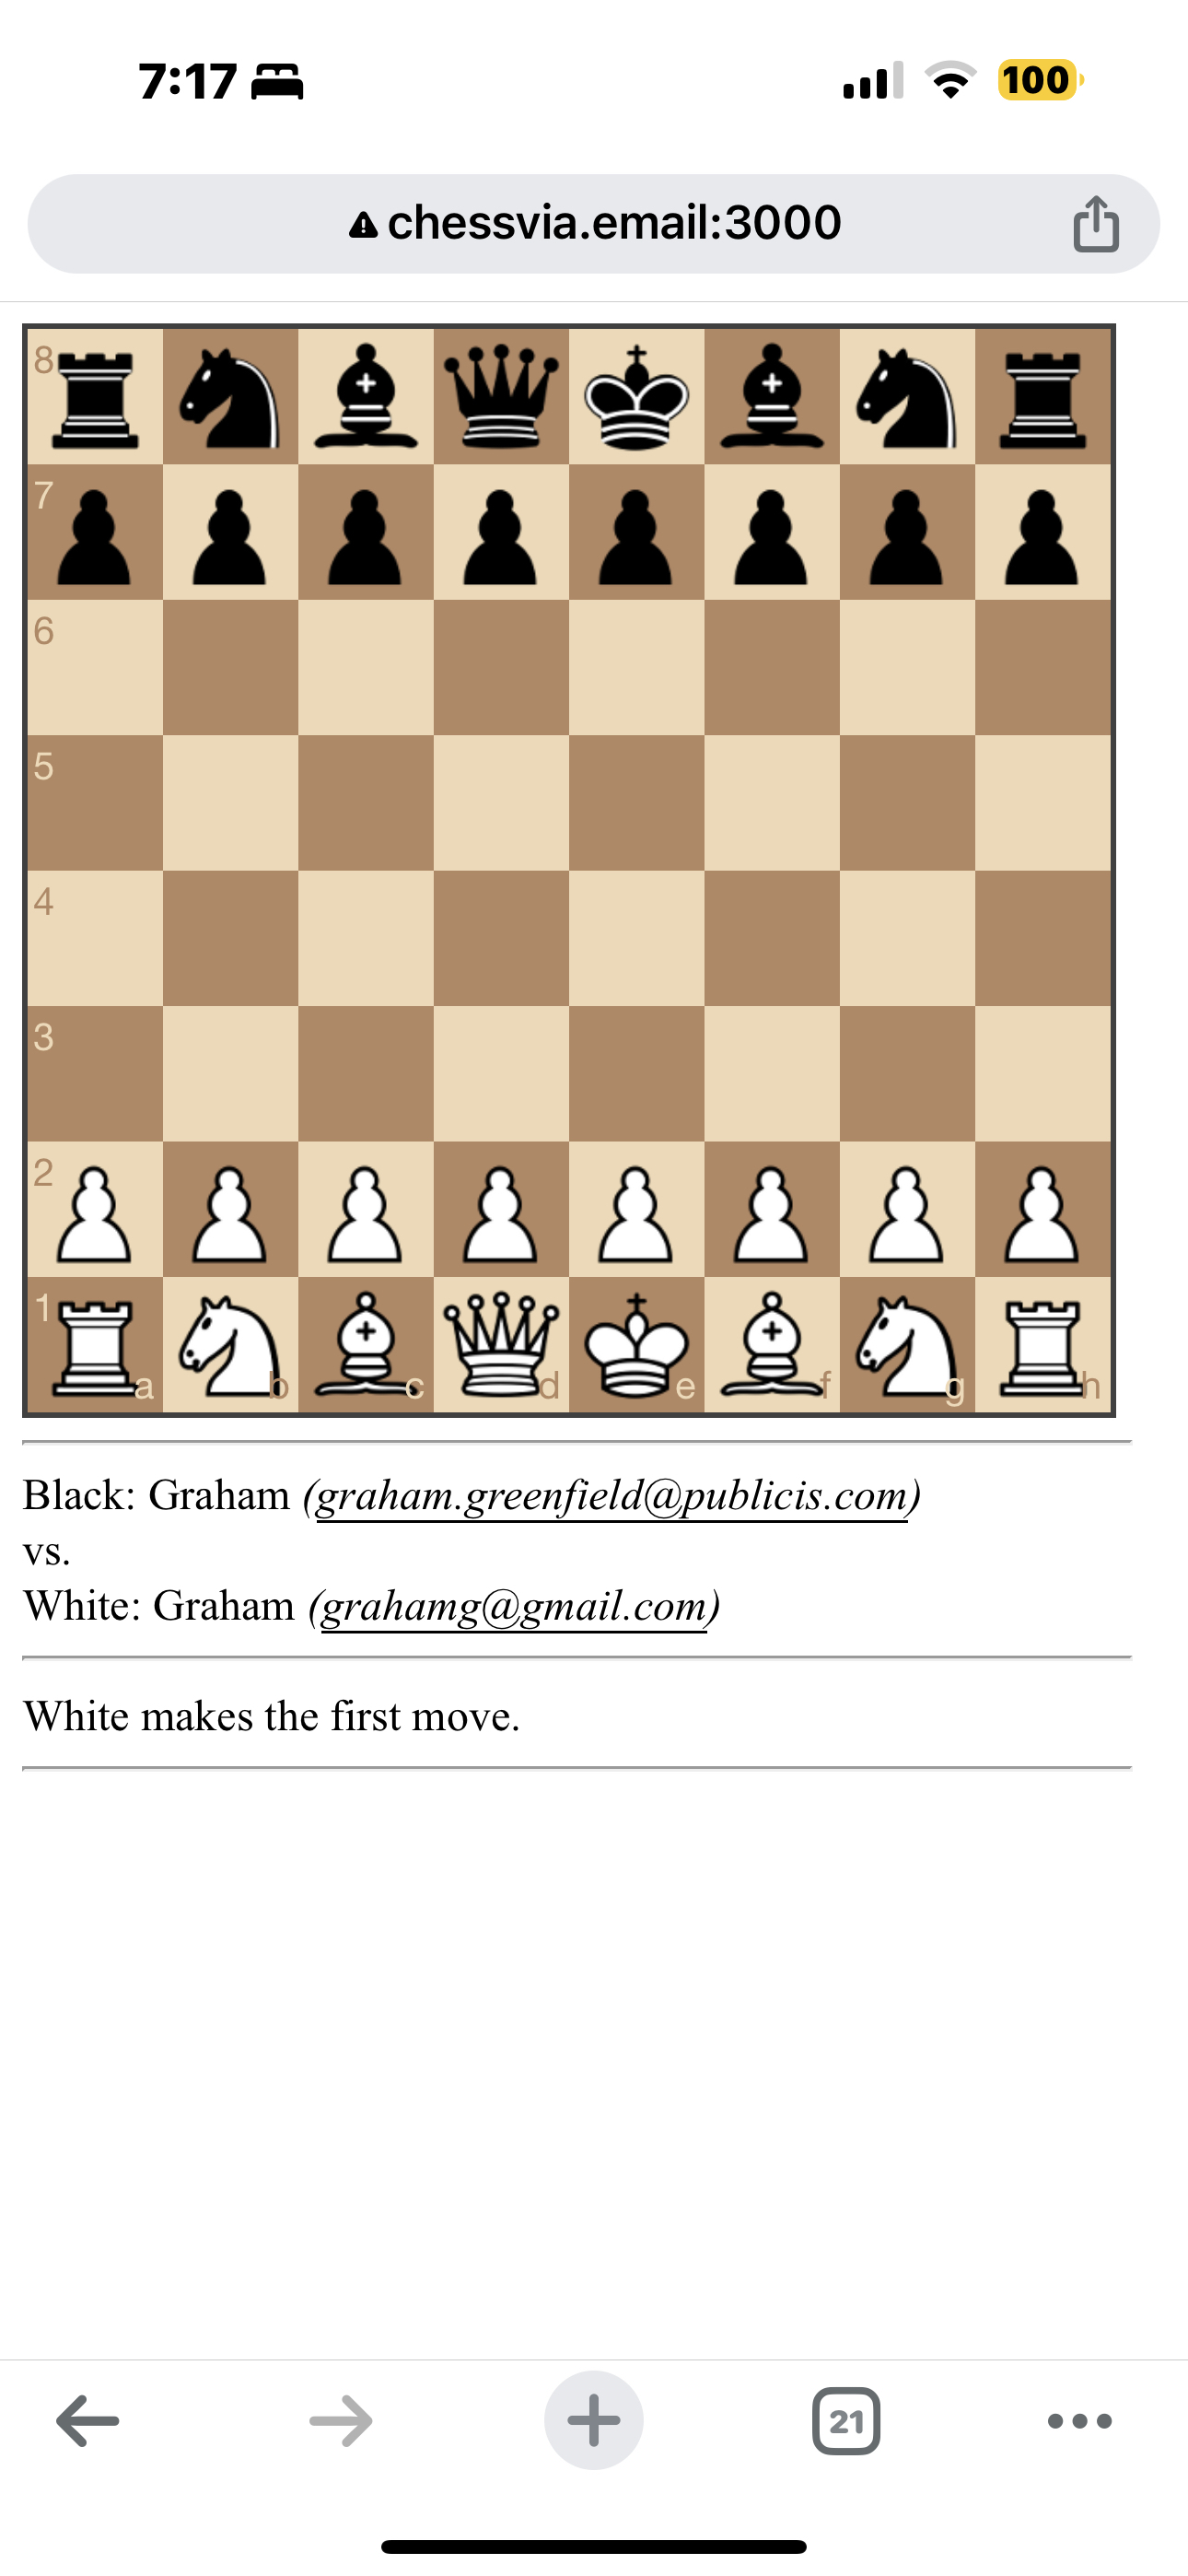 7:17
100
chessvia.email:3000
8
7
6
5
4
3
2
1
a b c d e f g h
Black: Graham (graham.greenfield@publicis.com)
vs.
White: Graham (grahamg@gmail.com)
White makes the first move.
21